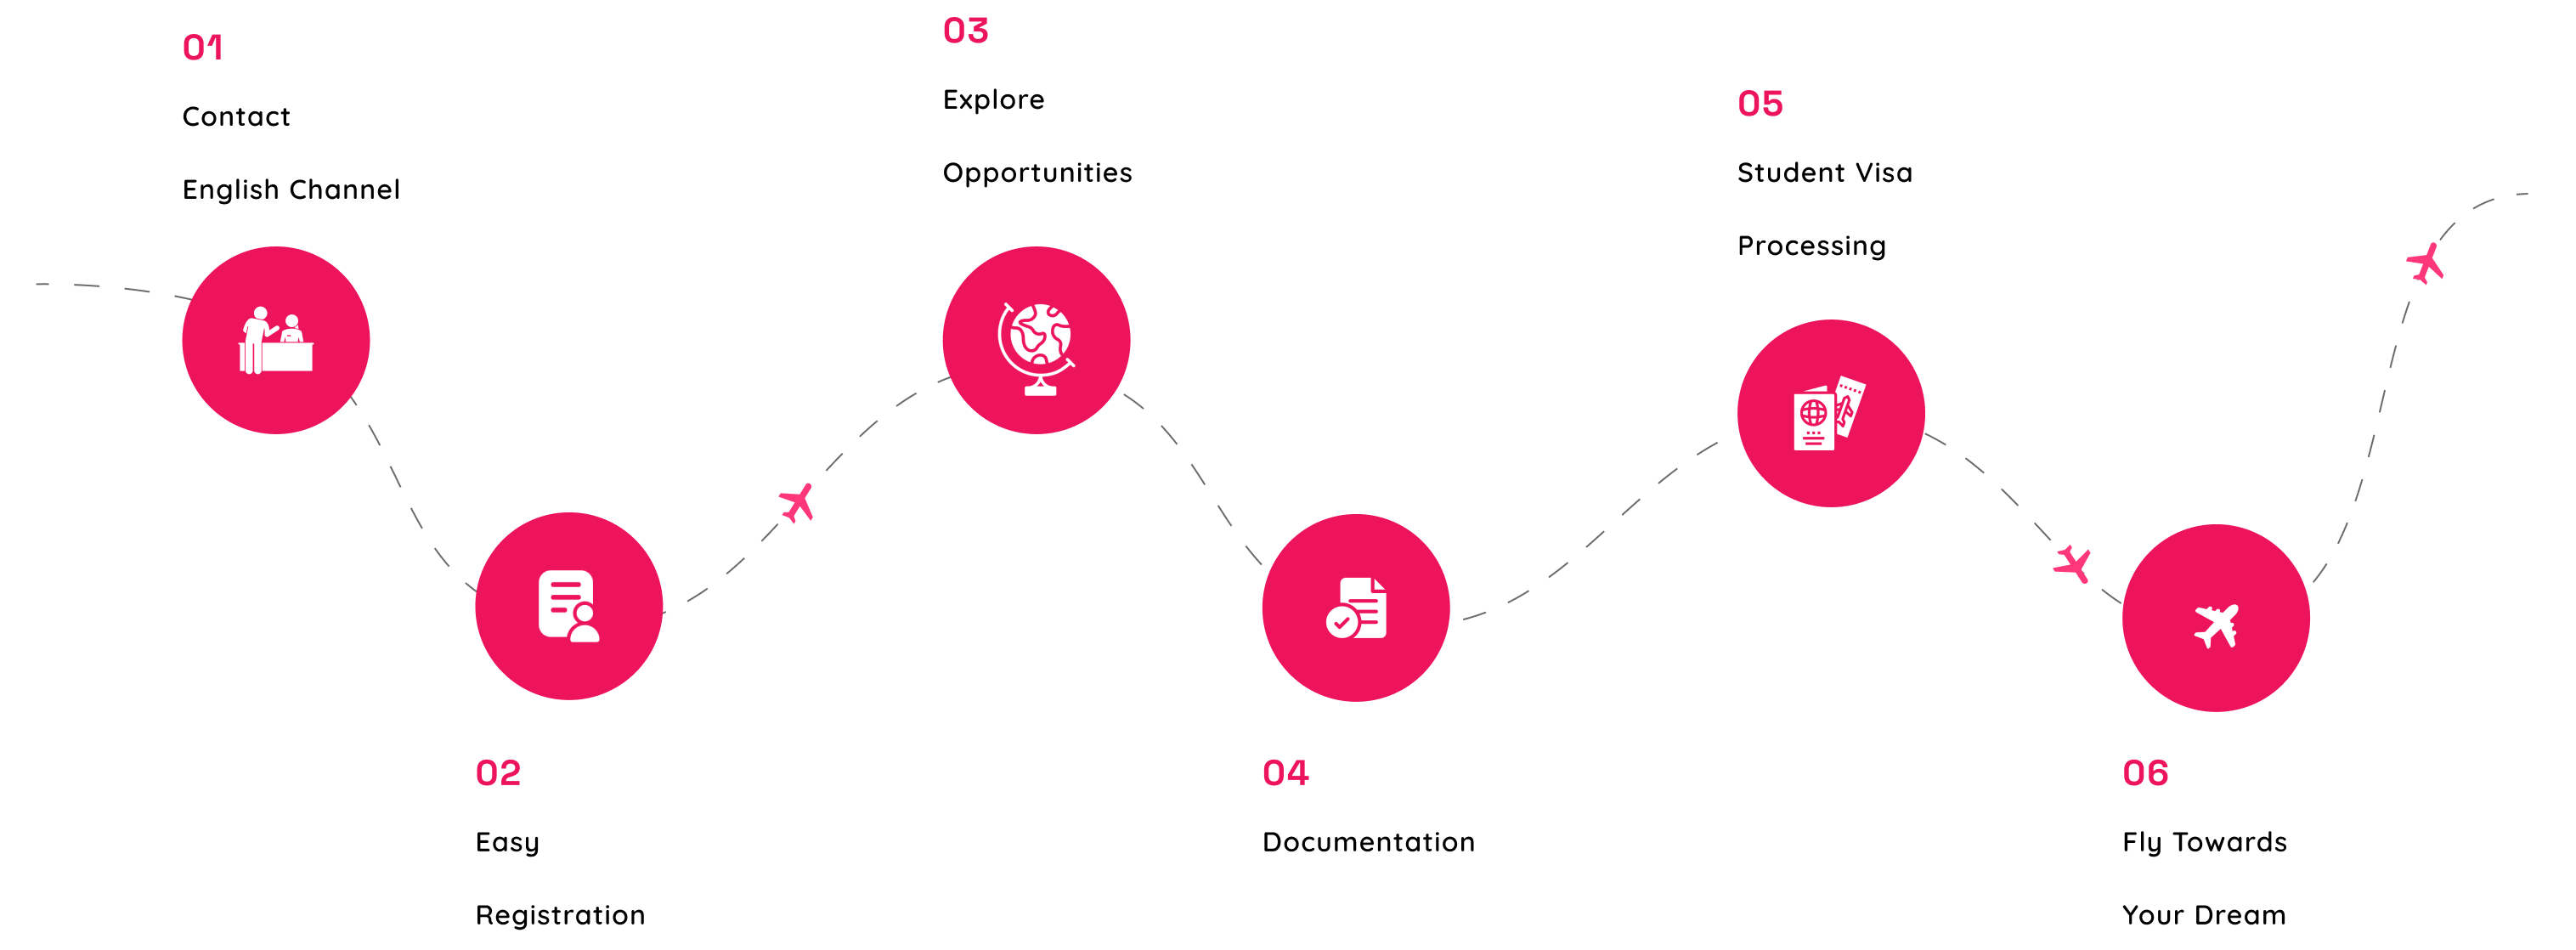 01
Contact
English Channel
02
Easy
Registration
03
Explore
Opportunities
04
Documentation
05
Student Visa
Processing
06
Fly Towards
Your Dream